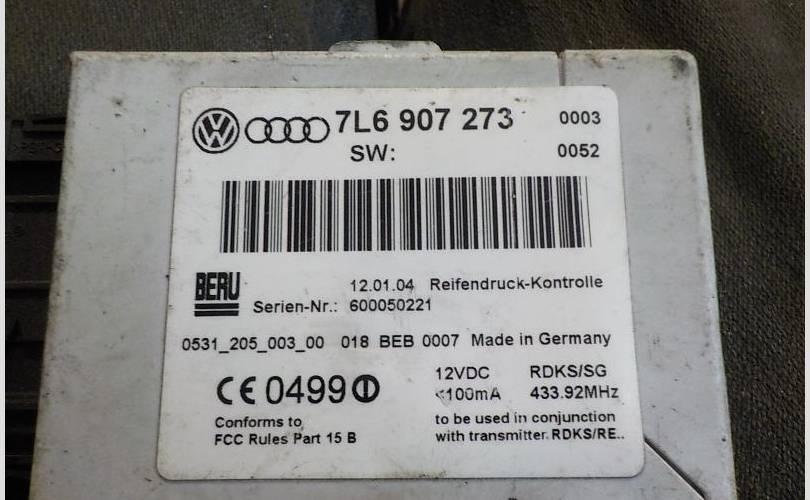 7L6 907 273 0003
SW: 0052
BERU
12.01.04 Reifendruck-Kontrolle
Serien-Nr.: 600050221
0531_205_003_00 018 BEB 0007 Made in Germany
CE 0499
12VDC RDKS/SG
<100mA 433.92MHz
Conforms to
FCC Rules Part 15 B
to be used in conjunction
with transmitter RDKS/RE..